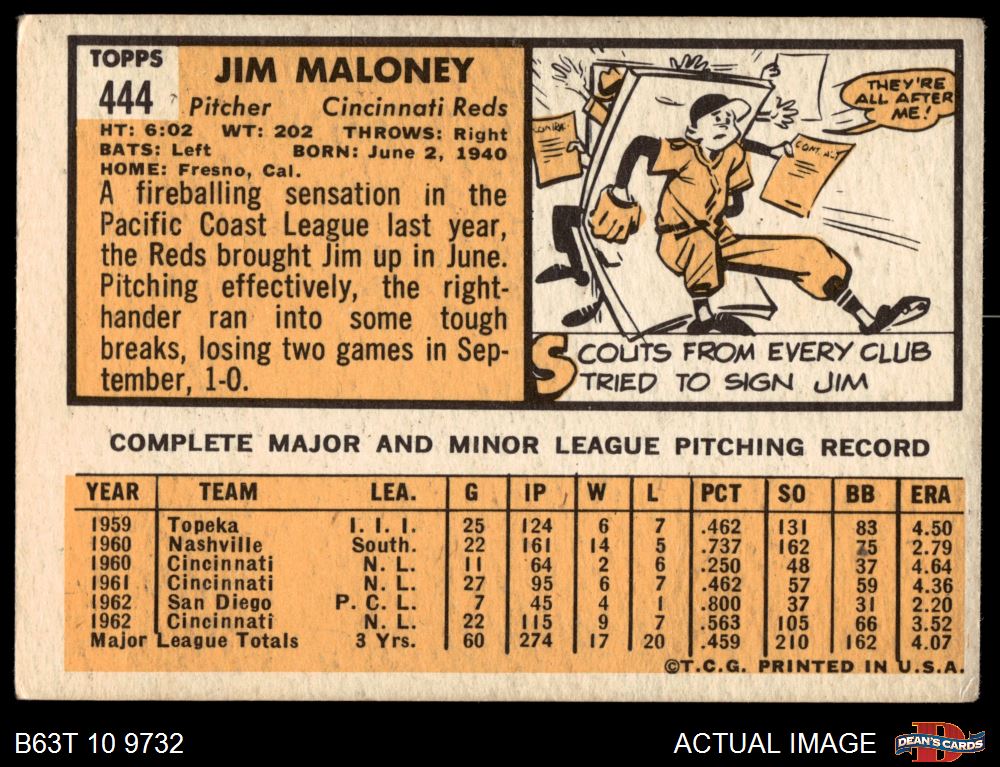 TOPPS
444
JIM MALONEY
Pitcher Cincinnati Reds
HT: 6:02 WT: 202 THROWS: Right
BATS: Left BORN: June 2, 1940
HOME: Fresno, Cal.
A fireballing sensation in the
Pacific Coast League last year,
the Reds brought Jim up in June.
Pitching effectively, the right-
hander ran into some tough
breaks, losing two games in Sep-
tember, 1-0.
THEY'RE
ALL AFTER
ME!
CONTRACT
SCOUTS FROM EVERY CLUB
TRIED TO SIGN JIM
COMPLETE MAJOR AND MINOR LEAGUE PITCHING RECORD
YEAR TEAM LEA. G IP W L PCT SO BB ERA
1959 Topeka I. I. I. 25 124 6 7 .462 131 83 4.50
1960 Nashville South. 22 161 14 5 .737 162 75 2.79
1960 Cincinnati N. L. 11 64 2 6 .250 48 37 4.64
1961 Cincinnati N. L. 27 95 6 7 .462 57 59 4.36
1962 San Diego P. C. L. 7 45 4 1 .800 37 31 2.20
1962 Cincinnati N. L. 22 115 9 7 .563 105 66 3.52
Major League Totals 3 Yrs. 60 274 17 20 .459 210 162 4.07
©T.C.G. PRINTED IN U.S.A.
B63T 10 9732
ACTUAL IMAGE
DEAN'S CARDS